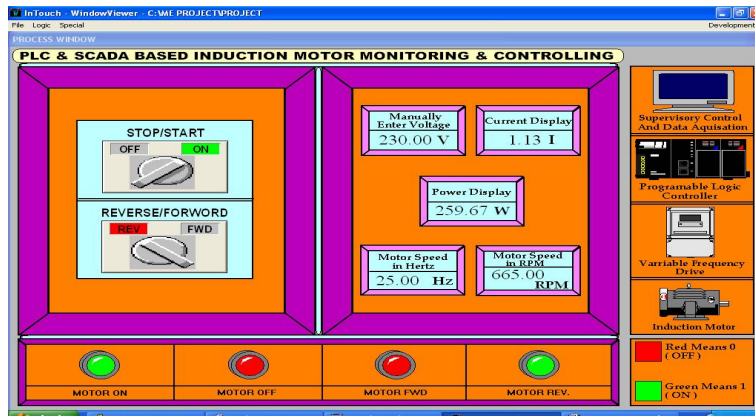 InTouch - WindowViewer - C:\ME PROJECT\PROJECT
File Logic Special
Development
PROCESS WINDOW
PLC & SCADA BASED INDUCTION MOTOR MONITORING & CONTROLLING
STOP/START
OFF
ON
REVERSE/FORWORD
REV.
FWD
Manually
Enter Voltage
230.00 V
Current Display
1.13 I
Power Display
259.67 W
Motor Speed
in Hertz
25.00 Hz
Motor Speed
in RPM
665.00
RPM
Supervisory Control
And Data Aquisation
Programable Logic
Controller
Varriable Frequency
Drive
Induction Motor
Red Means 0
( OFF )
Green Means 1
( ON )
MOTOR ON
MOTOR OFF
MOTOR FWD
MOTOR REV.